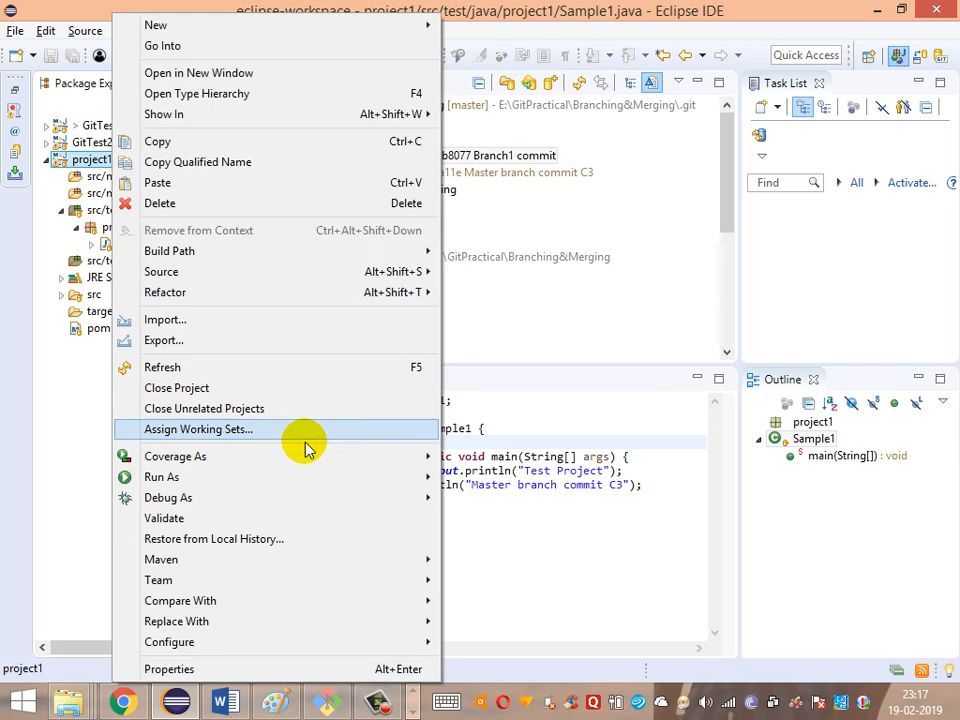 eclipse-workspace - project1/src/test/java/project1/Sample1.java - Eclipse IDE
File Edit Source
Quick Access
Package Exp
> GitTes
GitTest2
project1
src/n
src/n
src/te
pr
src/te
JRE S
src
targe
pom
New
Go Into
Open in New Window
Open Type Hierarchy F4
Show In Alt+Shift+W
Copy Ctrl+C
Copy Qualified Name
Paste Ctrl+V
Delete Delete
Remove from Context Ctrl+Alt+Shift+Down
Build Path
Source Alt+Shift+S
Refactor Alt+Shift+T
Import...
Export...
Refresh F5
Close Project
Close Unrelated Projects
Assign Working Sets...
Coverage As
Run As
Debug As
Validate
Restore from Local History...
Maven
Team
Compare With
Replace With
Configure
Properties Alt+Enter
g [master] - E:\GitPractical\Branching&Merging\.git
b8077 Branch1 commit
a11e Master branch commit C3
ng
\GitPractical\Branching&Merging
1;
mple1 {
ic void main(String[] args) {
out.println("Test Project");
tln("Master branch commit C3");
Task List
Find All Activate...
Outline
project1
Sample1
main(String[]) : void
project1
23:17
19-02-2019